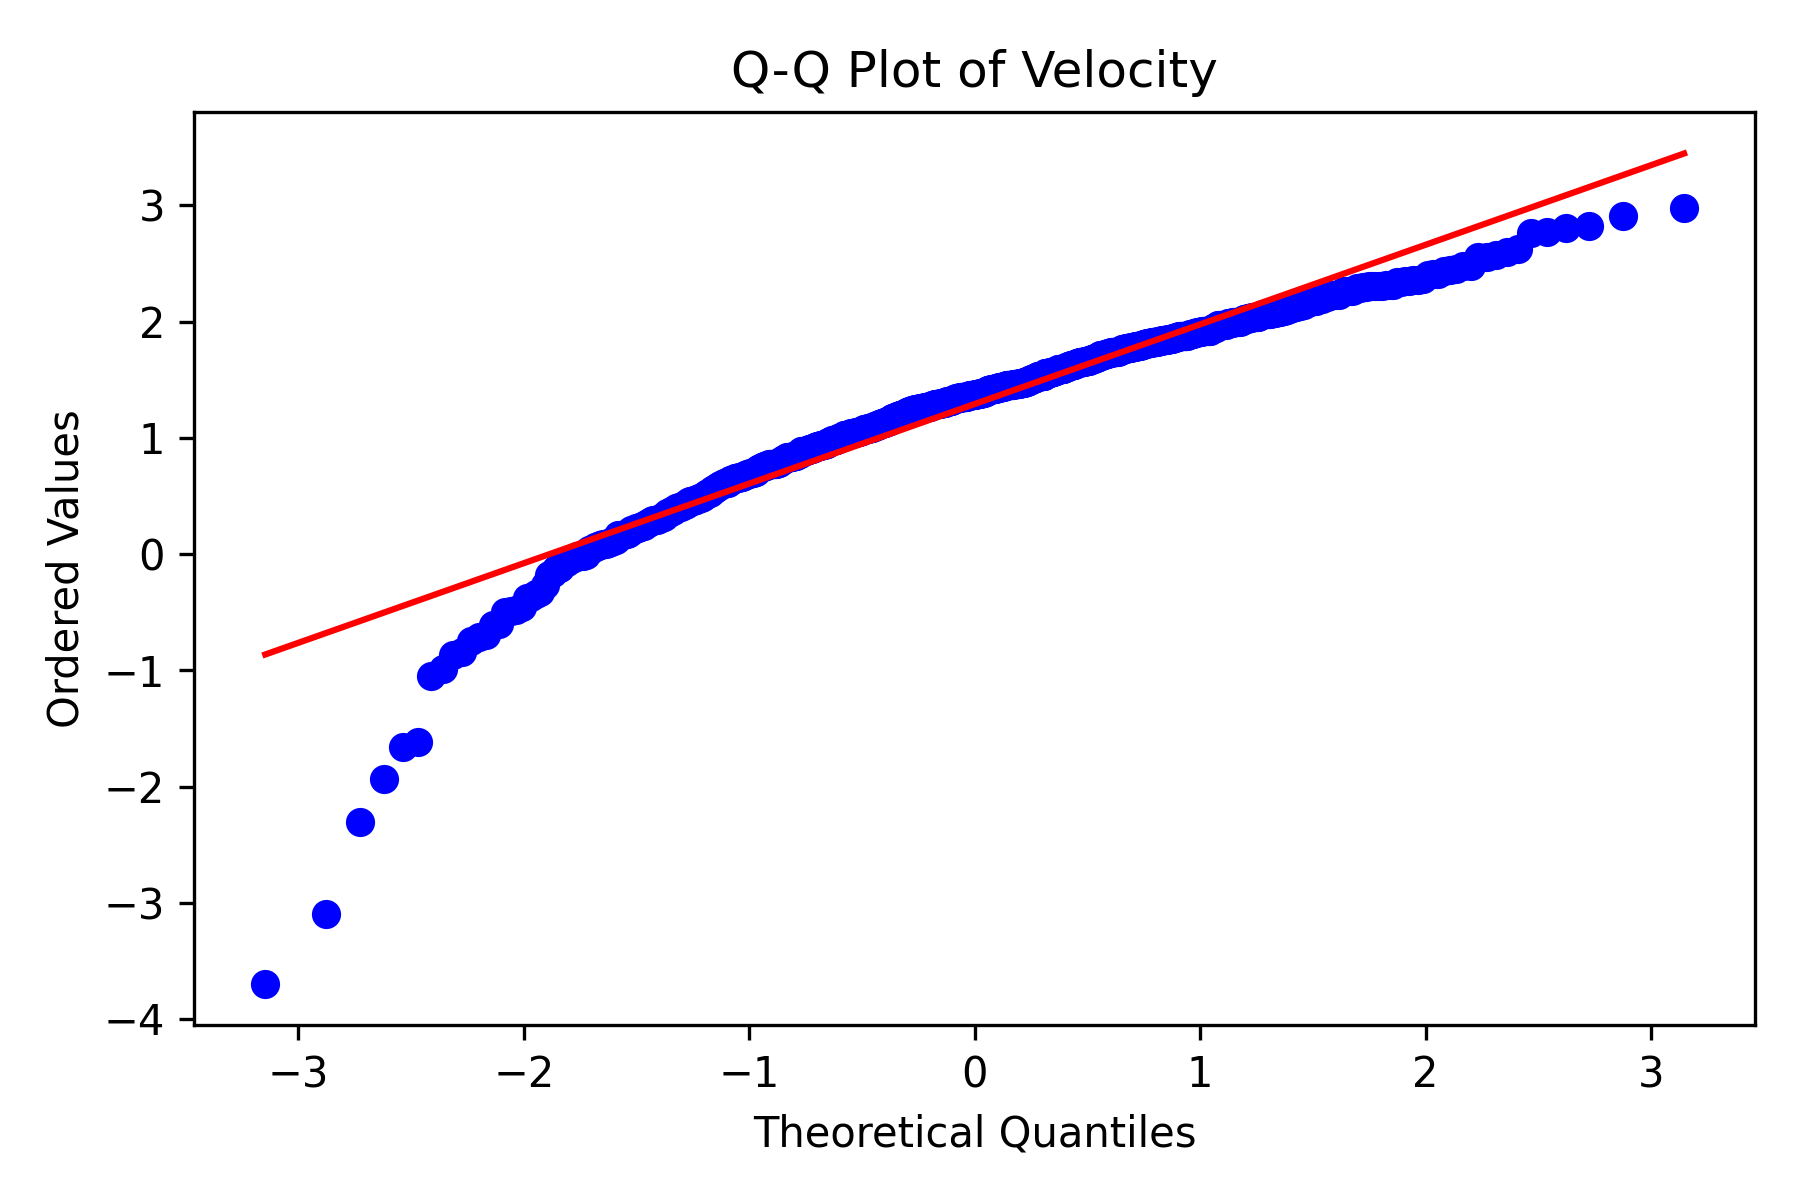 Q-Q Plot of Velocity
Ordered Values
3
2
1
0
−1
−2
−3
−4
−3 −2 −1 0 1 2 3
Theoretical Quantiles